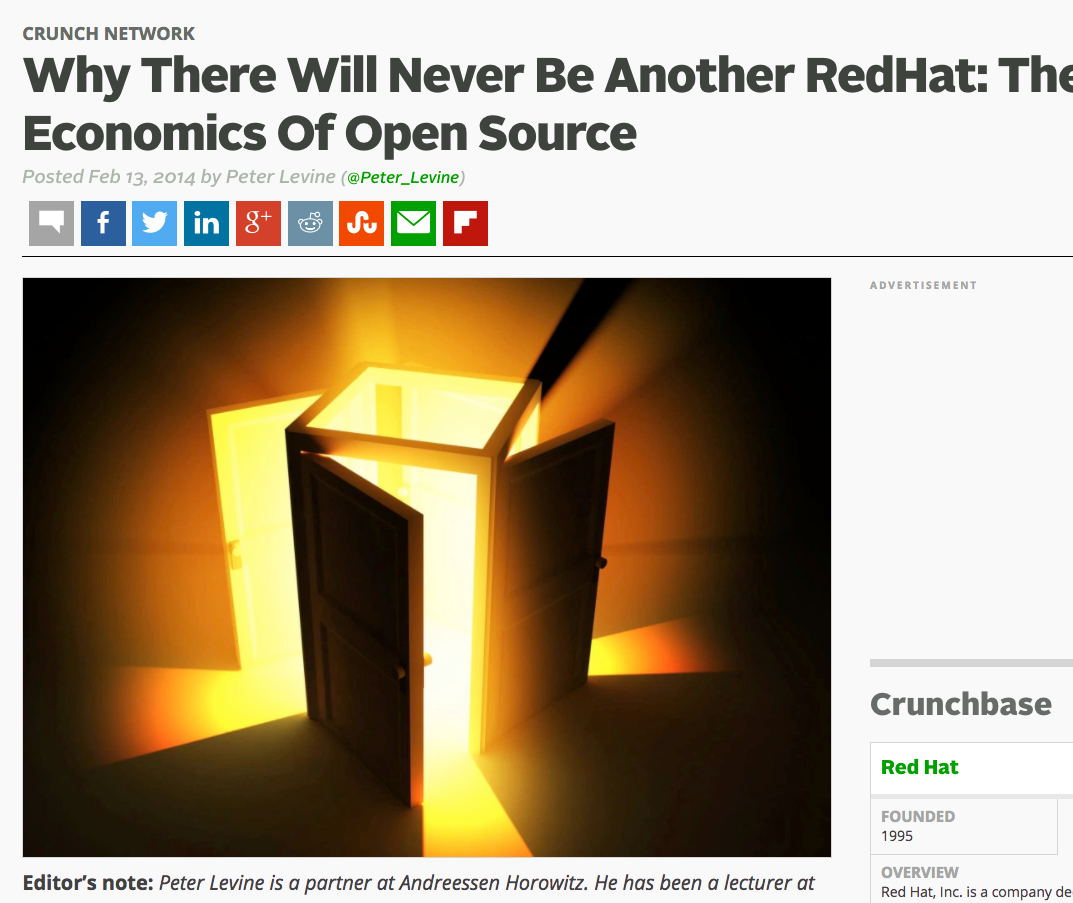 CRUNCH NETWORK
Why There Will Never Be Another RedHat: The
Economics Of Open Source
Posted Feb 13, 2014 by Peter Levine (@Peter_Levine)
f
in
g+
ADVERTISEMENT
Crunchbase
Red Hat
FOUNDED
1995
OVERVIEW
Red Hat, Inc. is a company de
Editor's note: Peter Levine is a partner at Andreessen Horowitz. He has been a lecturer at